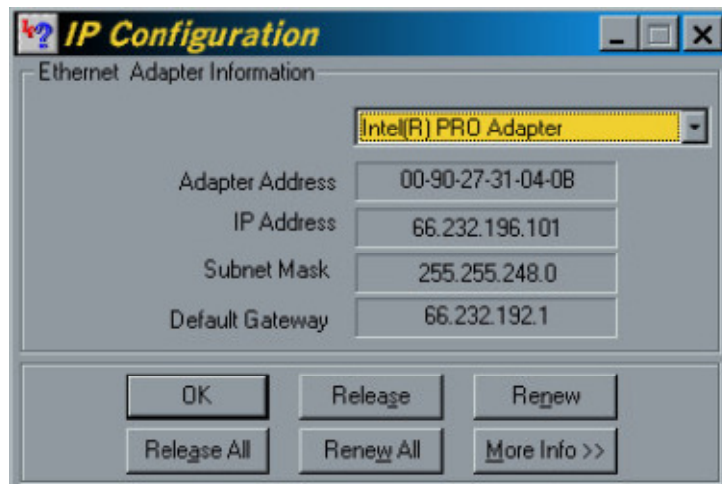 IP Configuration
Ethernet Adapter Information
Intel(R) PRO Adapter
Adapter Address 00-90-27-31-04-0B
IP Address 66.232.196.101
Subnet Mask 255.255.248.0
Default Gateway 66.232.192.1
OK Release Renew
Release All Renew All More Info >>